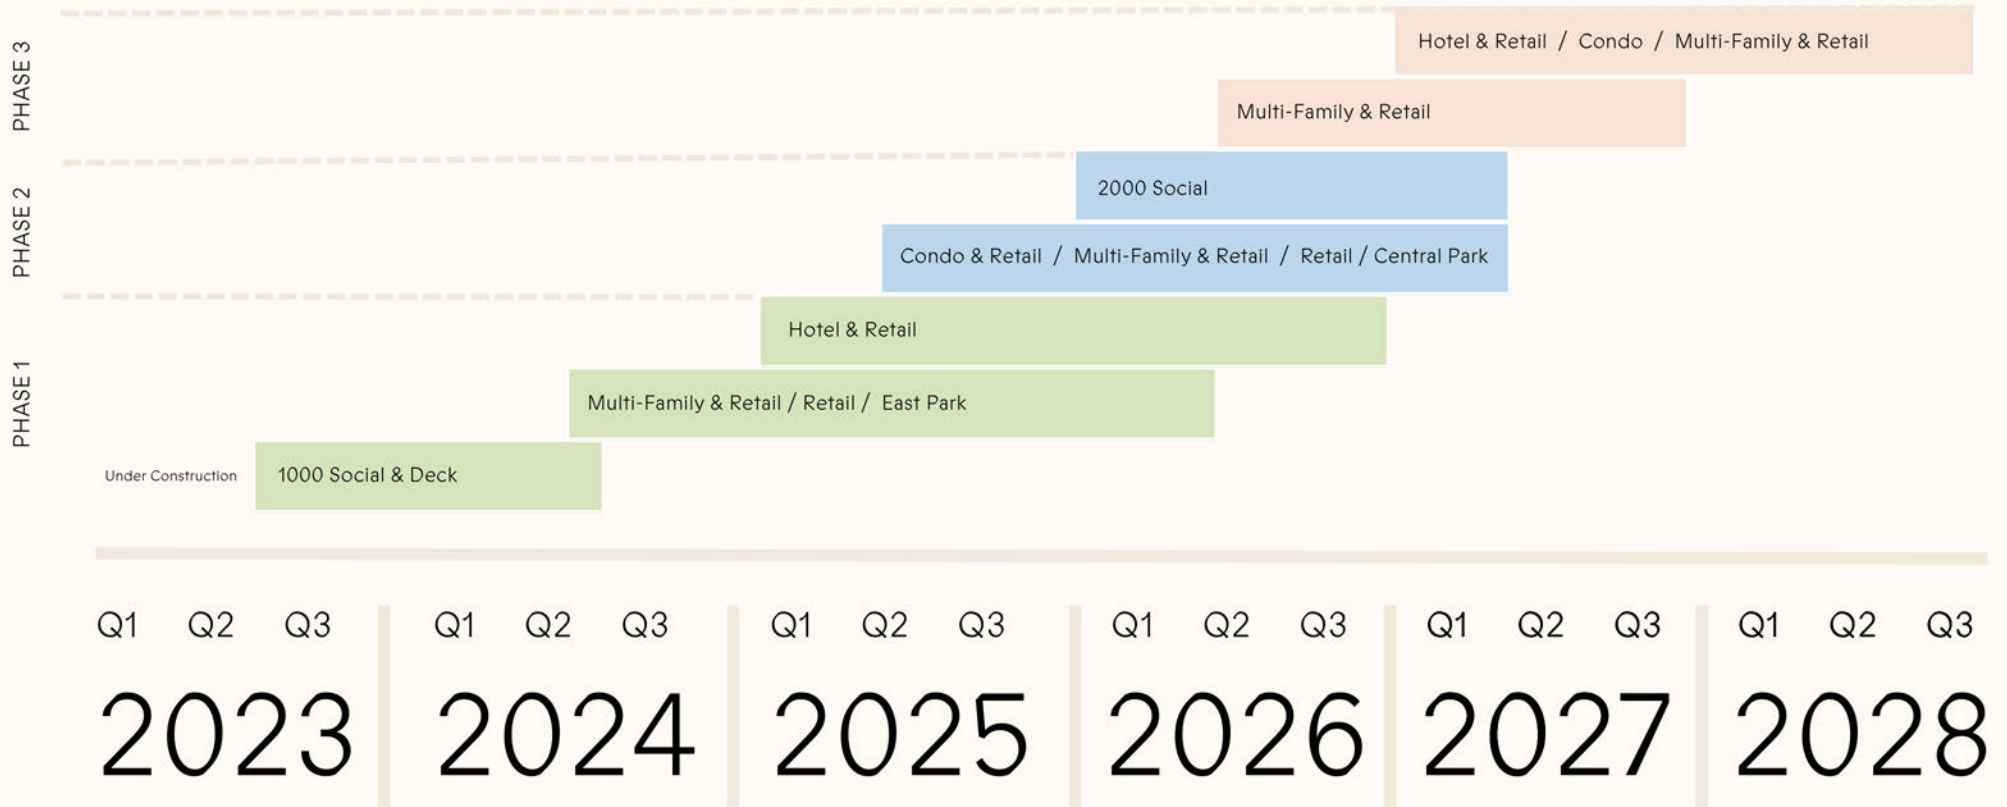 PHASE 3
Hotel & Retail / Condo / Multi-Family & Retail
Multi-Family & Retail
PHASE 2
2000 Social
Condo & Retail / Multi-Family & Retail / Retail / Central Park
PHASE 1
Hotel & Retail
Multi-Family & Retail / Retail / East Park
Under Construction
1000 Social & Deck
Q1 Q2 Q3 Q1 Q2 Q3 Q1 Q2 Q3 Q1 Q2 Q3 Q1 Q2 Q3 Q1 Q2 Q3
2023 2024 2025 2026 2027 2028